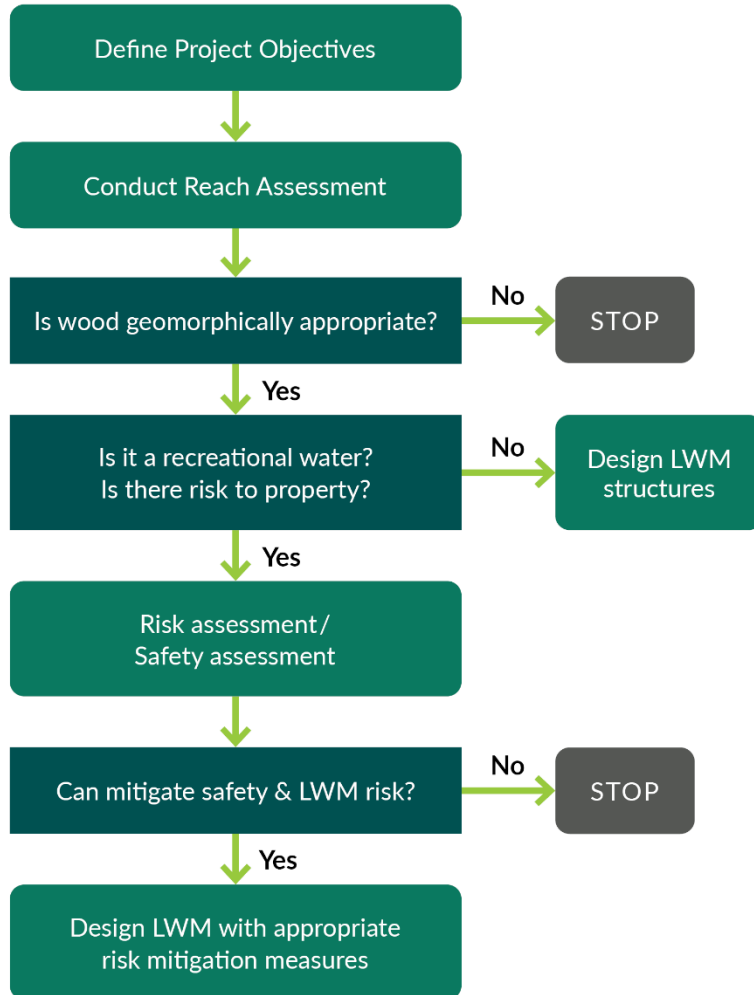 Define Project Objectives
Conduct Reach Assessment
Is wood geomorphically appropriate?
No
STOP
Yes
Is it a recreational water?
Is there risk to property?
No
Design LWM
structures
Yes
Risk assessment/
Safety assessment
Can mitigate safety & LWM risk?
No
STOP
Yes
Design LWM with appropriate
risk mitigation measures